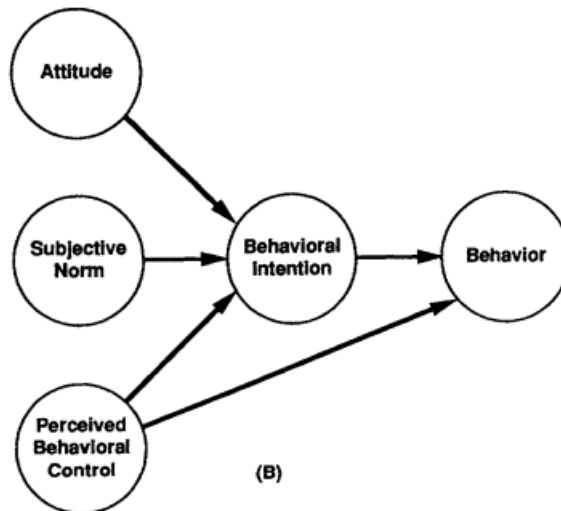 Attitude
Subjective
Norm
Behavioral
Intention
Behavior
Perceived
Behavioral
Control
(B)